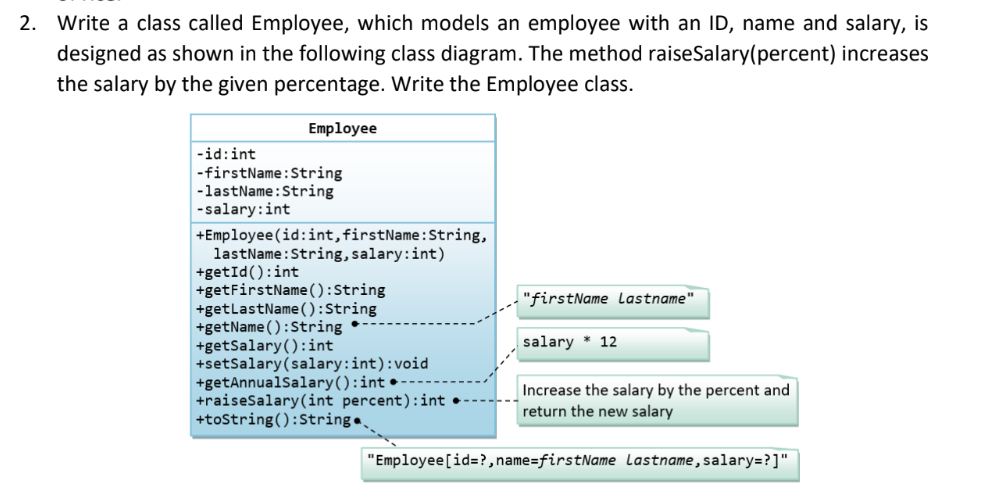 2. Write a class called Employee, which models an employee with an ID, name and salary, is
designed as shown in the following class diagram. The method raiseSalary(percent) increases
the salary by the given percentage. Write the Employee class.
Employee
-id:int
-firstName:String
-lastName:String
-salary:int
+Employee(id:int,firstName:String,
lastName:String,salary:int)
+getId():int
+getFirstName():String
+getLastName():String
+getName():String
+getSalary():int
+setSalary(salary:int):void
+getAnnualSalary():int
+raiseSalary(int percent):int
+toString():String
"firstName Lastname"
salary * 12
Increase the salary by the percent and
return the new salary
"Employee[id=?,name=firstName Lastname,salary=?]"